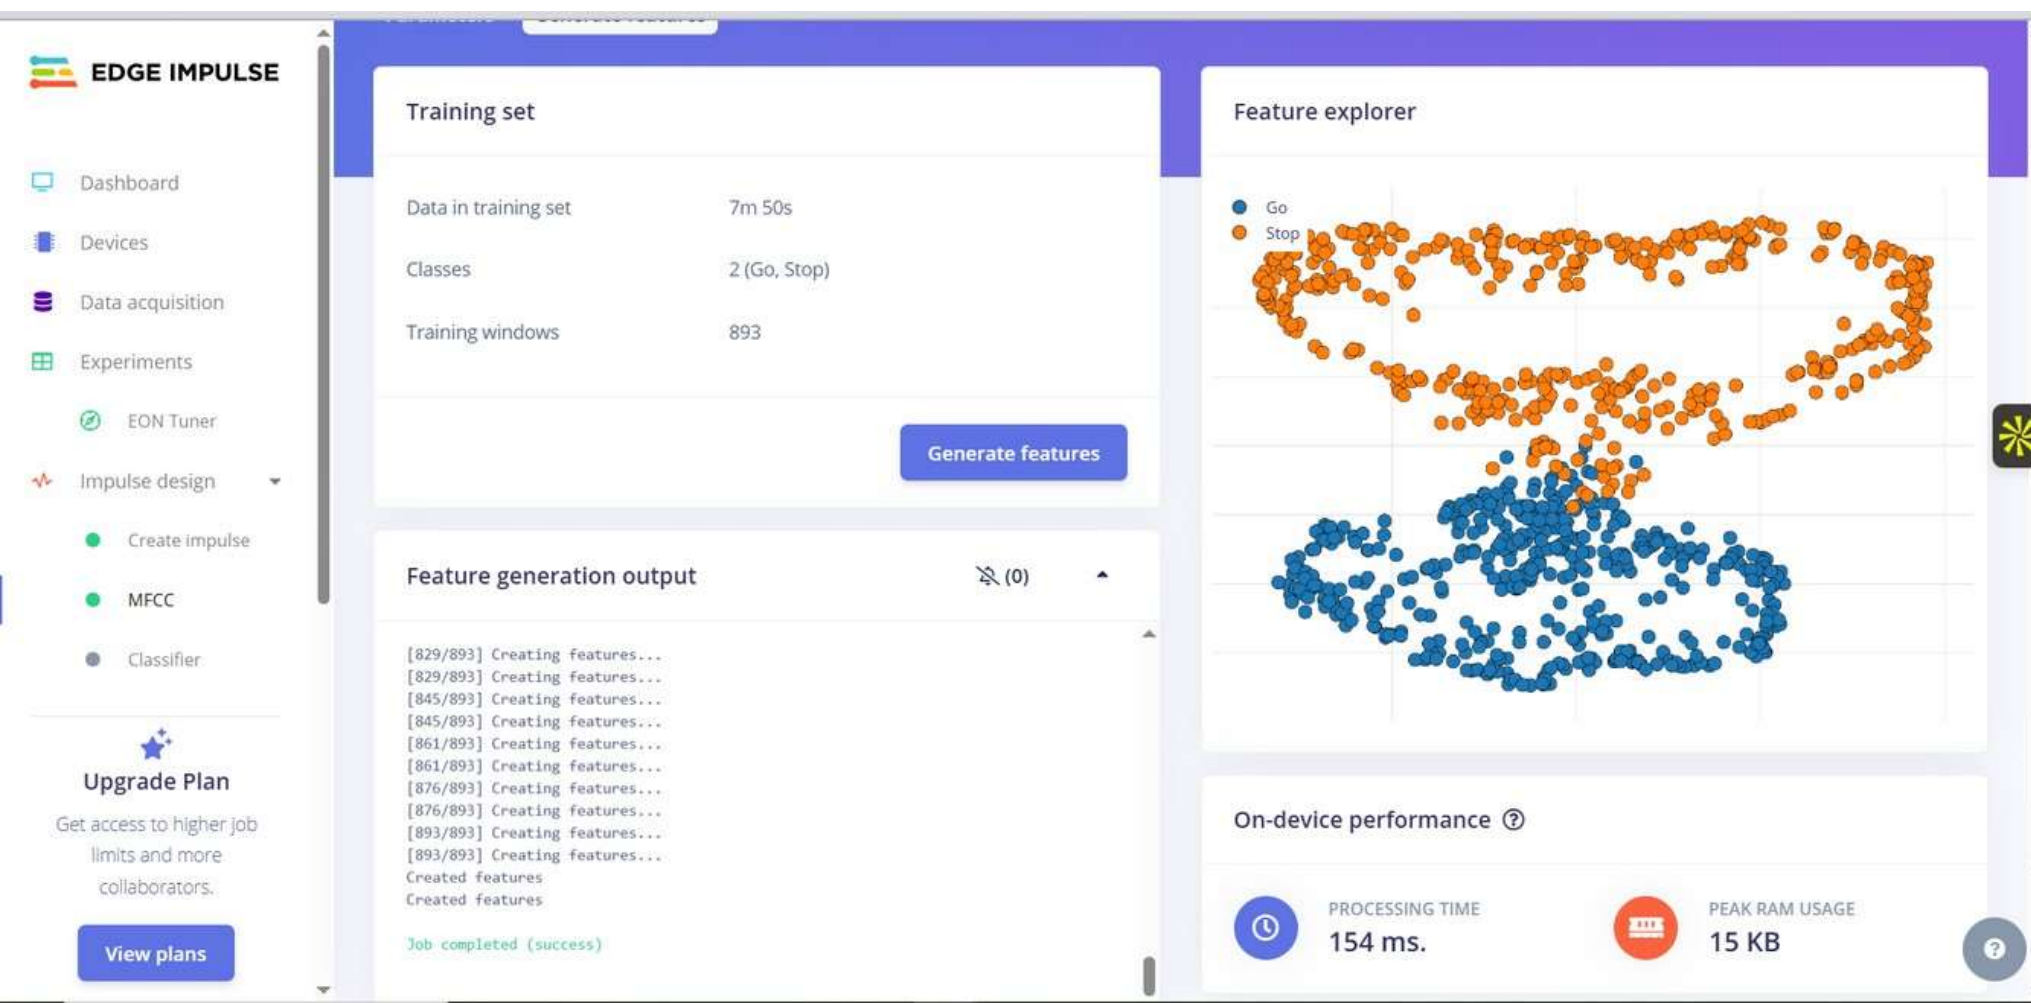 EDGE IMPULSE
Dashboard
Devices
Data acquisition
Experiments
EON Tuner
Impulse design
Create impulse
MFCC
Classifier
Upgrade Plan
Get access to higher job
limits and more
collaborators.
View plans
Training set
Data in training set 7m 50s
Classes 2 (Go, Stop)
Training windows 893
Generate features
Feature generation output (0)
[829/893] Creating features...
[829/893] Creating features...
[845/893] Creating features...
[845/893] Creating features...
[861/893] Creating features...
[861/893] Creating features...
[876/893] Creating features...
[876/893] Creating features...
[893/893] Creating features...
[893/893] Creating features...
Created features
Created features
Job completed (success)
Feature explorer
Go
Stop
On-device performance ?
PROCESSING TIME
154 ms.
PEAK RAM USAGE
15 KB
?